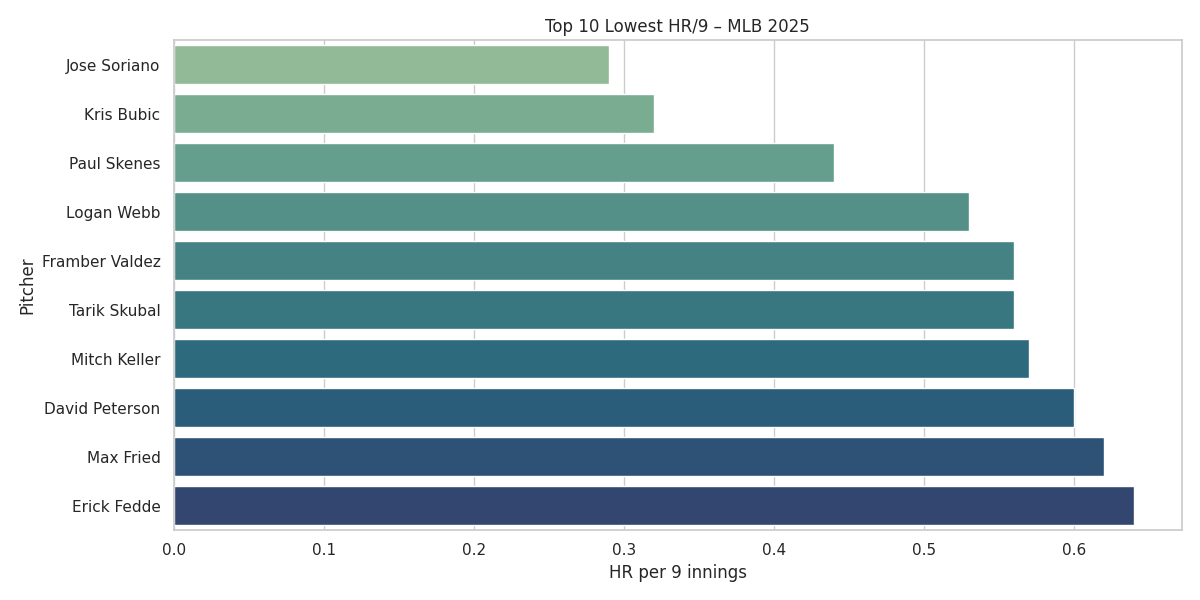 Top 10 Lowest HR/9 – MLB 2025
Pitcher
Jose Soriano
Kris Bubic
Paul Skenes
Logan Webb
Framber Valdez
Tarik Skubal
Mitch Keller
David Peterson
Max Fried
Erick Fedde
0.0 0.1 0.2 0.3 0.4 0.5 0.6
HR per 9 innings